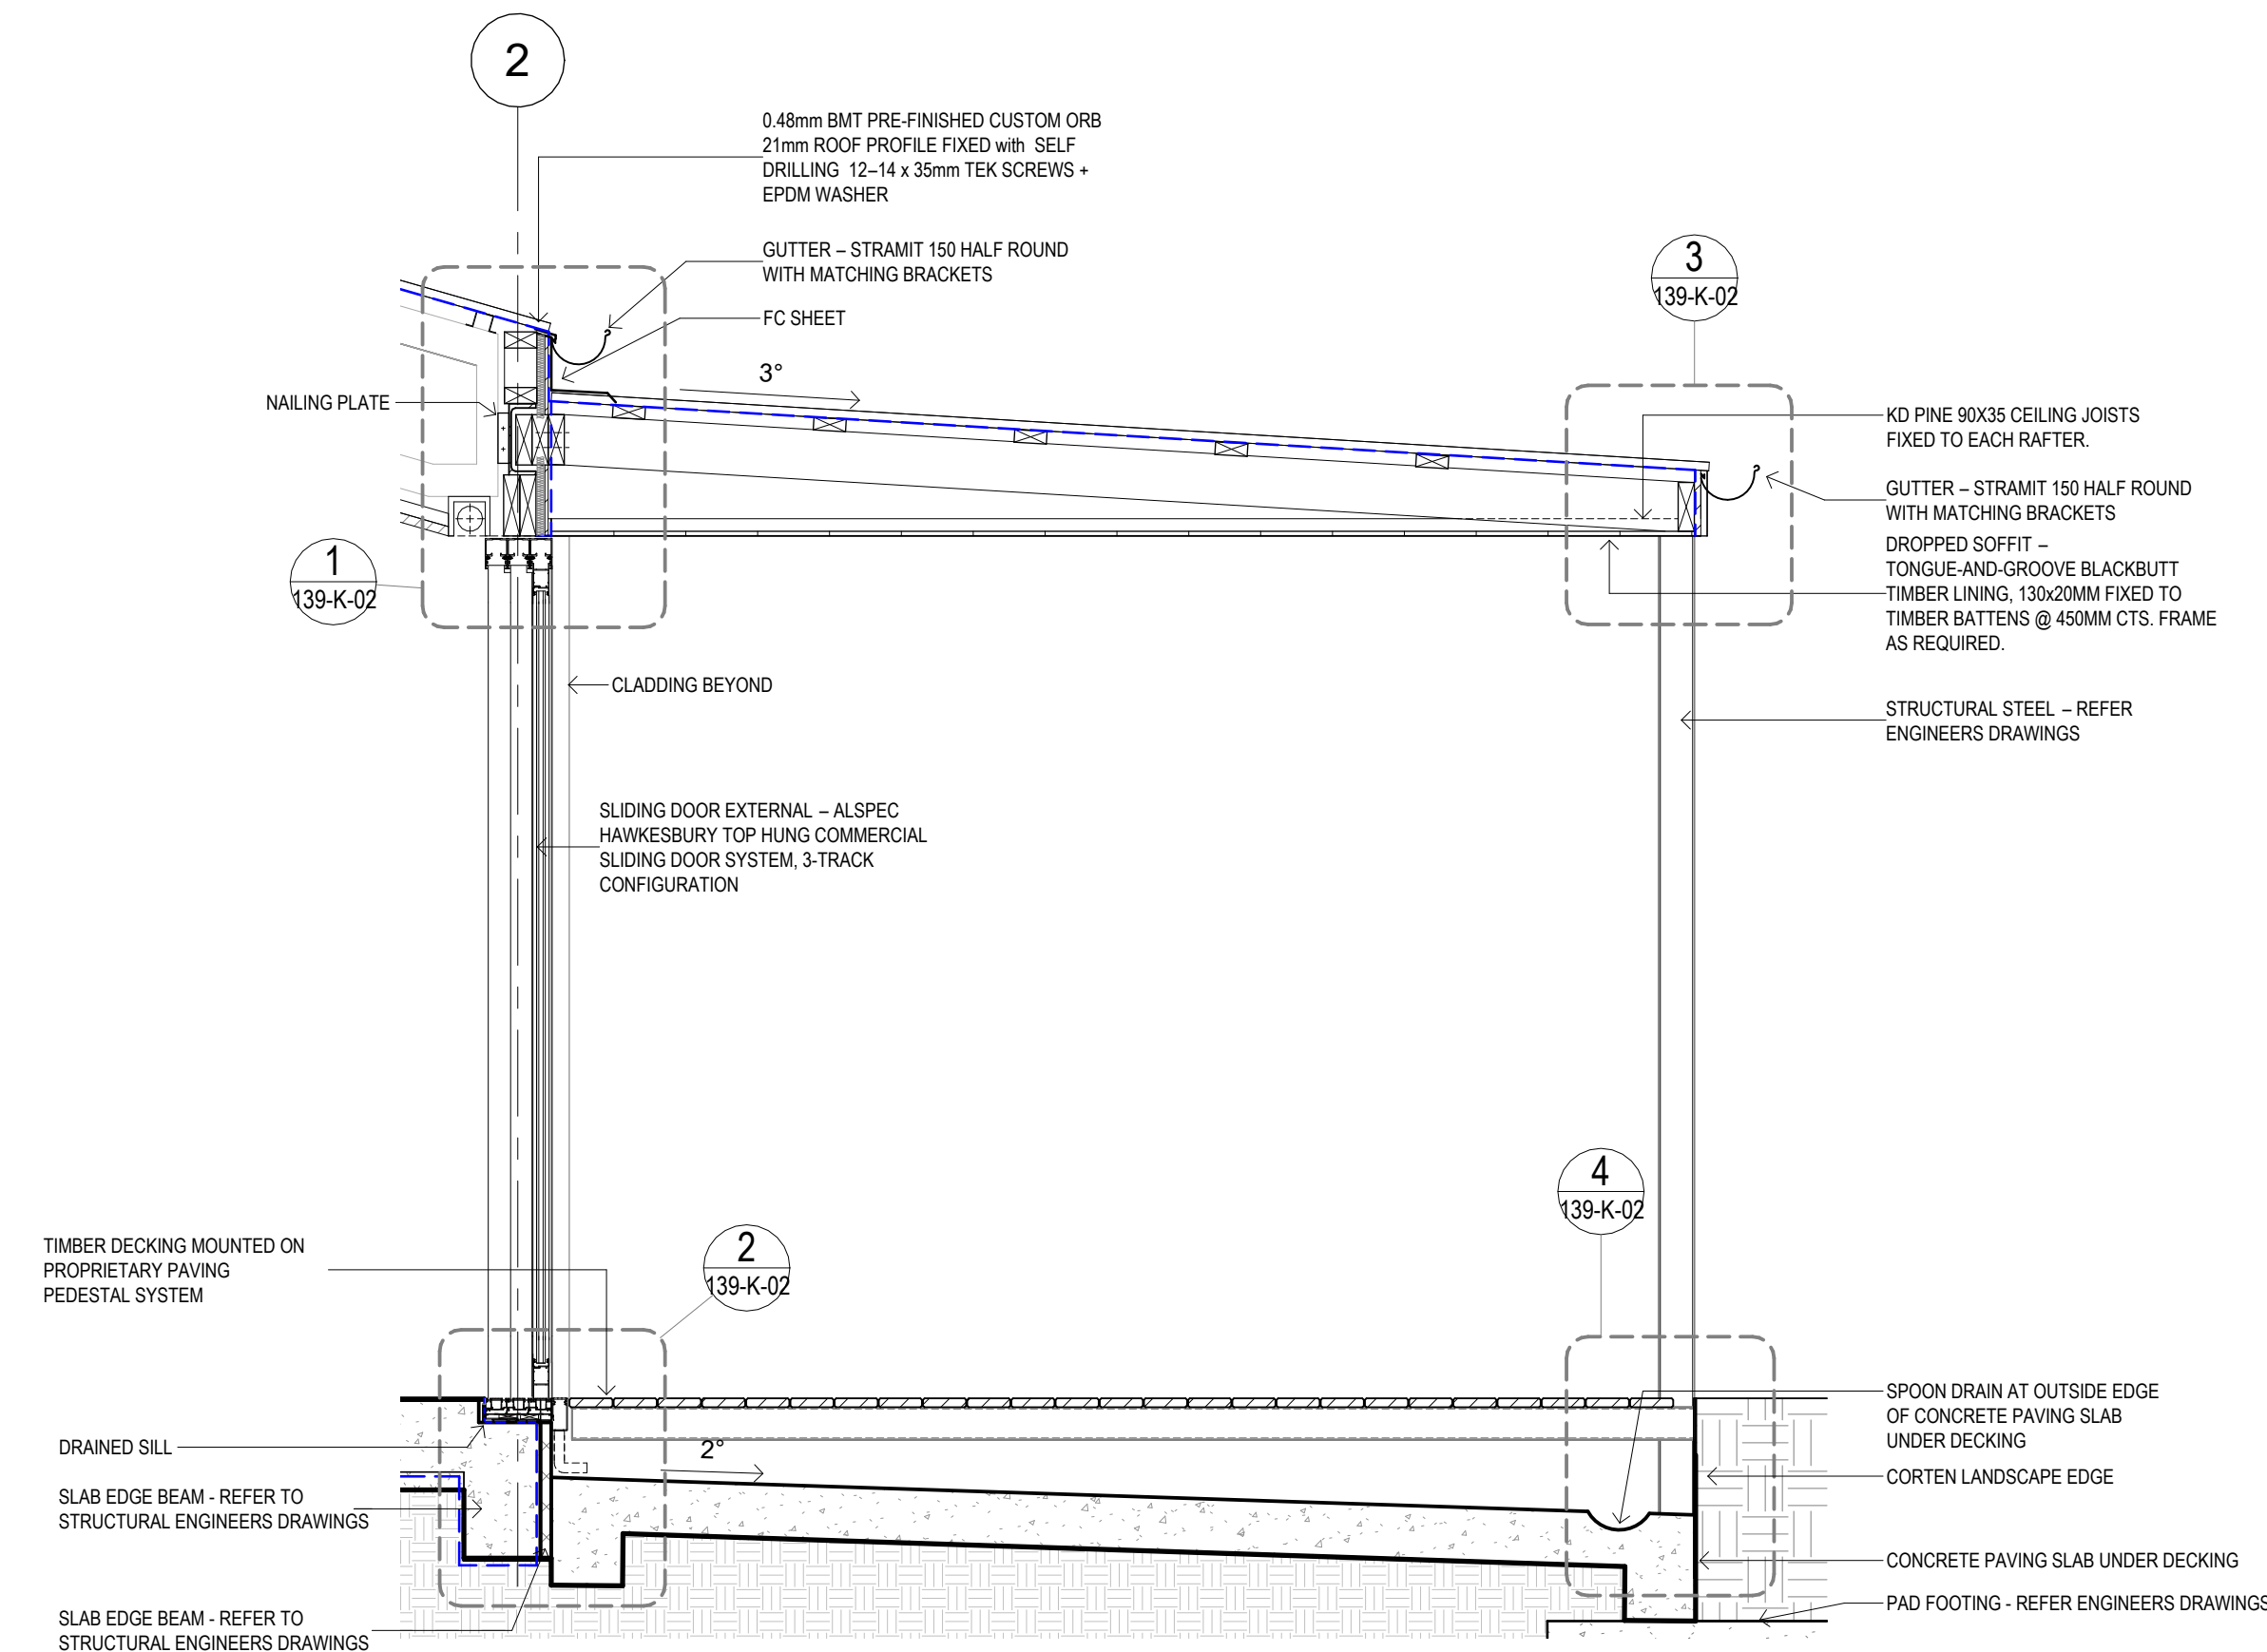 2
0.48mm BMT PRE-FINISHED CUSTOM ORB
21mm ROOF PROFILE FIXED with SELF
DRILLING 12–14 x 35mm TEK SCREWS +
EPDM WASHER
GUTTER – STRAMIT 150 HALF ROUND
WITH MATCHING BRACKETS
FC SHEET
3
139-K-02
3°
NAILING PLATE
KD PINE 90X35 CEILING JOISTS
FIXED TO EACH RAFTER.
GUTTER – STRAMIT 150 HALF ROUND
WITH MATCHING BRACKETS
DROPPED SOFFIT –
TONGUE-AND-GROOVE BLACKBUTT
TIMBER LINING, 130x20MM FIXED TO
TIMBER BATTENS @ 450MM CTS. FRAME
AS REQUIRED.
1
139-K-02
CLADDING BEYOND
STRUCTURAL STEEL – REFER
ENGINEERS DRAWINGS
SLIDING DOOR EXTERNAL – ALSPEC
HAWKESBURY TOP HUNG COMMERCIAL
SLIDING DOOR SYSTEM, 3-TRACK
CONFIGURATION
4
139-K-02
TIMBER DECKING MOUNTED ON
PROPRIETARY PAVING
PEDESTAL SYSTEM
2
139-K-02
SPOON DRAIN AT OUTSIDE EDGE
OF CONCRETE PAVING SLAB
UNDER DECKING
DRAINED SILL
2°
CORTEN LANDSCAPE EDGE
SLAB EDGE BEAM - REFER TO
STRUCTURAL ENGINEERS DRAWINGS
CONCRETE PAVING SLAB UNDER DECKING
PAD FOOTING - REFER ENGINEERS DRAWINGS
SLAB EDGE BEAM - REFER TO
STRUCTURAL ENGINEERS DRAWINGS